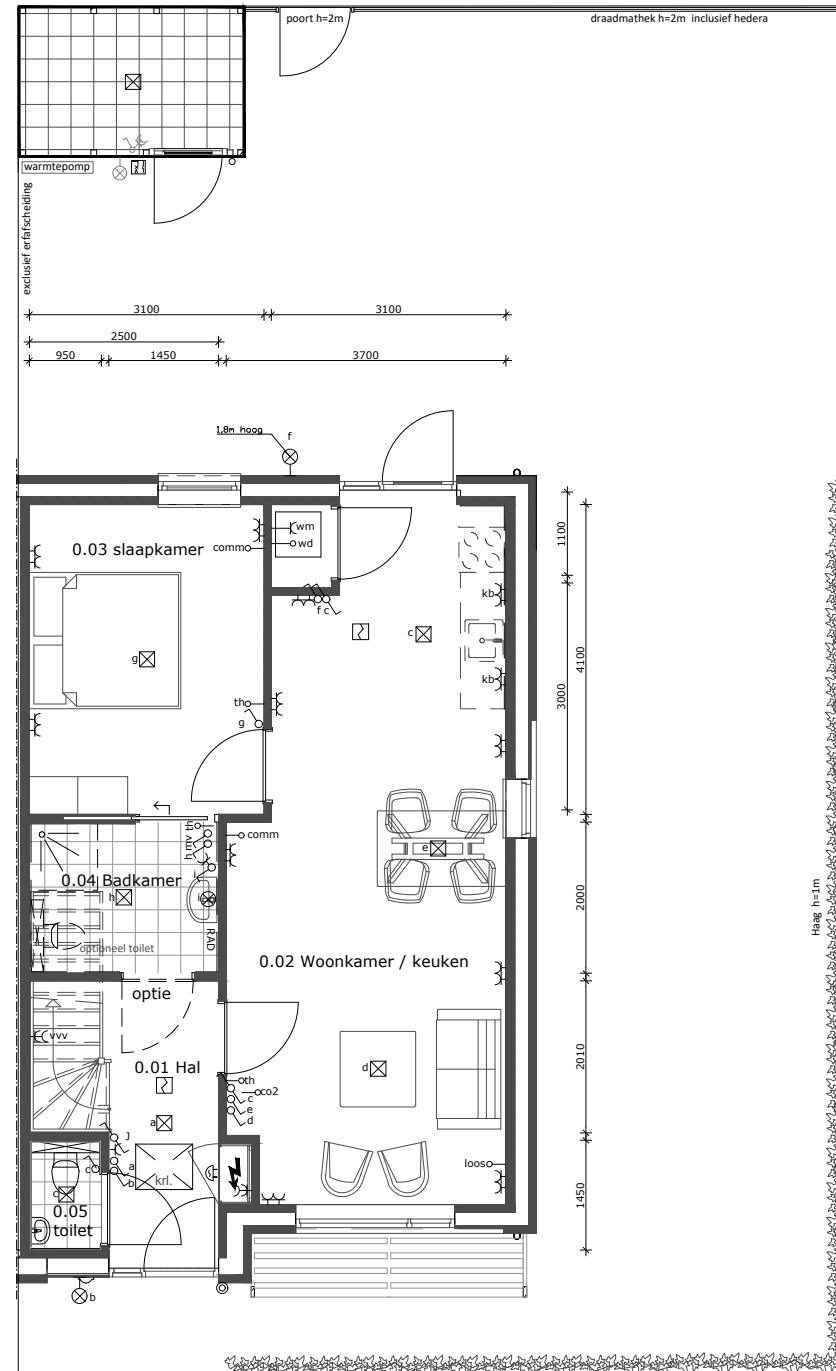 poort h=2m
draadmathek h=2m inclusief hedera
warmtepomp
exclusief erfafscheiding
3100
3100
2500
950
1450
3700
1.8m hoog
f
0.03 slaapkamer
comm
wm
wd
1100
kb
f c
c
g
kb
4100
3000
th
g
comm
h mv th
i
e
0.04 Badkamer
h
i
2000
Haag h=1m
RAD
optioneel toilet
0.02 Woonkamer / keuken
optie
vvv
0.01 Hal
2010
d
th
co2
c
e
d
a
J
c
a
b
krl.
loos
c
1450
0.05
toilet
b